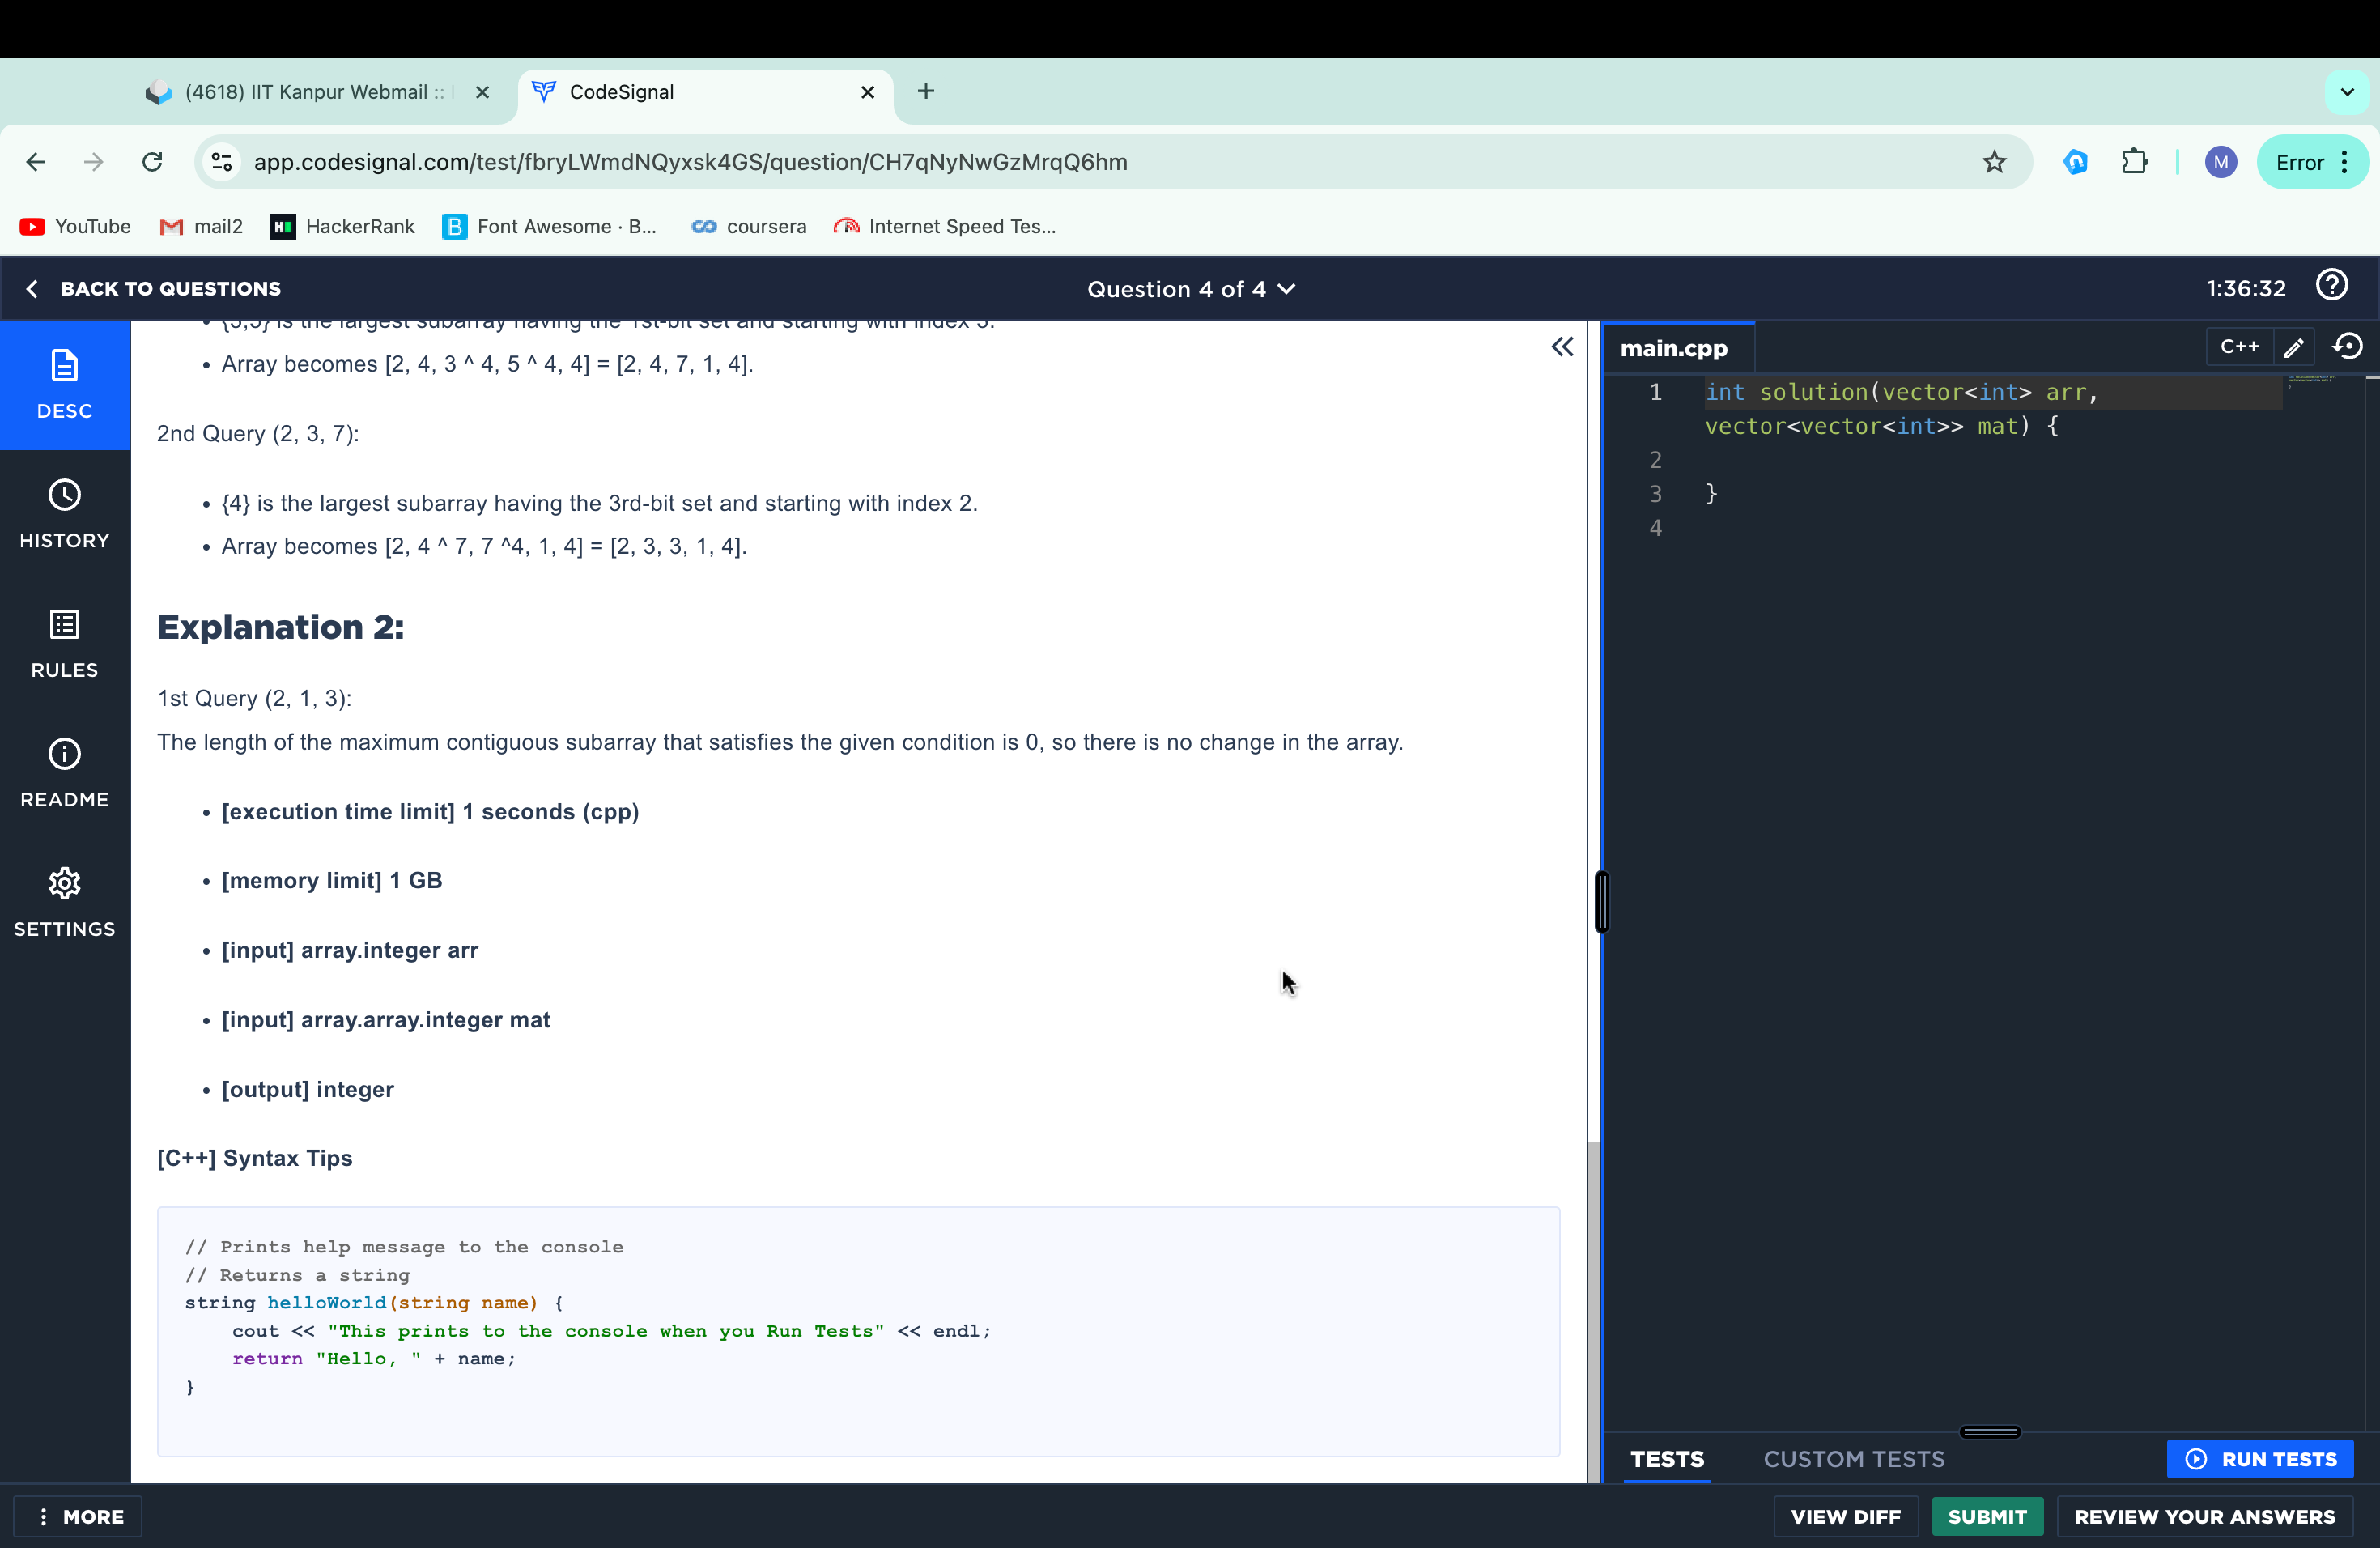 (4618) IIT Kanpur Webmail ::
CodeSignal
app.codesignal.com/test/fbryLWmdNQyxsk4GS/question/CH7qNyNwGzMrqQ6hm
M
Error
YouTube
mail2
HackerRank
Font Awesome · B...
coursera
Internet Speed Tes...
BACK TO QUESTIONS
Question 4 of 4
1:36:32
DESC
HISTORY
RULES
README
SETTINGS
• is the largest subarray having the 1st-bit set and starting with index
• Array becomes [2, 4, 3 ^ 4, 5 ^ 4, 4] = [2, 4, 7, 1, 4].
2nd Query (2, 3, 7):
• {4} is the largest subarray having the 3rd-bit set and starting with index 2.
• Array becomes [2, 4 ^ 7, 7 ^4, 1, 4] = [2, 3, 3, 1, 4].
Explanation 2:
1st Query (2, 1, 3):
The length of the maximum contiguous subarray that satisfies the given condition is 0, so there is no change in the array.
• [execution time limit] 1 seconds (cpp)
• [memory limit] 1 GB
• [input] array.integer arr
• [input] array.array.integer mat
• [output] integer
[C++] Syntax Tips
// Prints help message to the console
// Returns a string
string helloWorld(string name) {
    cout << "This prints to the console when you Run Tests" << endl;
    return "Hello, " + name;
}
main.cpp
C++
1 int solution(vector<int> arr,
vector<vector<int>> mat) {
2
3 }
4
TESTS
CUSTOM TESTS
RUN TESTS
MORE
VIEW DIFF
SUBMIT
REVIEW YOUR ANSWERS